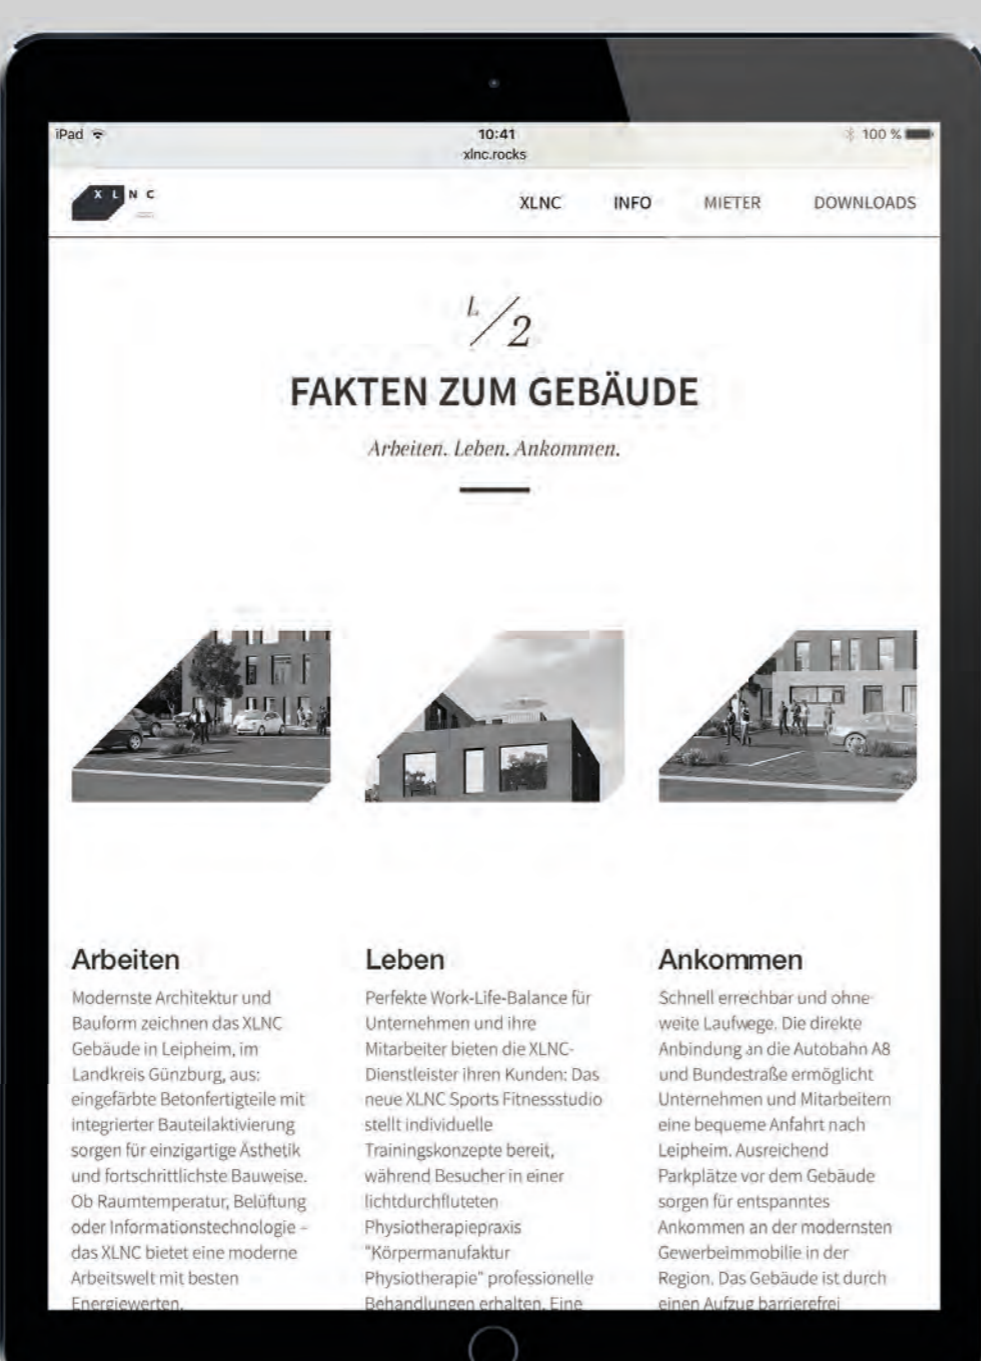 iPad
10:41
100 %
xlnc.rocks
X L N C
XLNC INFO MIETER DOWNLOADS
1/2
FAKTEN ZUM GEBÄUDE
Arbeiten. Leben. Ankommen.
Arbeiten
Modernste Architektur und
Bauform zeichnen das XLNC
Gebäude in Leipheim, im
Landkreis Günzburg, aus:
eingefärbte Betonfertigteile mit
integrierter Bauteilaktivierung
sorgen für einzigartige Ästhetik
und fortschrittlichste Bauweise.
Ob Raumtemperatur, Belüftung
oder Informationstechnologie –
das XLNC bietet eine moderne
Arbeitswelt mit besten
Energiewerten.
Leben
Perfekte Work-Life-Balance für
Unternehmen und ihre
Mitarbeiter bieten die XLNC-
Dienstleister ihren Kunden: Das
neue XLNC Sports Fitnessstudio
stellt individuelle
Trainingskonzepte bereit,
während Besucher in einer
lichtdurchfluteten
Physiotherapiepraxis
"Körpermanufaktur
Physiotherapie" professionelle
Behandlungen erhalten. Eine
Ankommen
Schnell erreichbar und ohne
weite Laufwege. Die direkte
Anbindung an die Autobahn A8
und Bundestraße ermöglicht
Unternehmen und Mitarbeitern
eine bequeme Anfahrt nach
Leipheim. Ausreichend
Parkplätze vor dem Gebäude
sorgen für entspanntes
Ankommen an der modernsten
Gewerbeimmobilie in der
Region. Das Gebäude ist durch
einen Aufzug barrierefrei